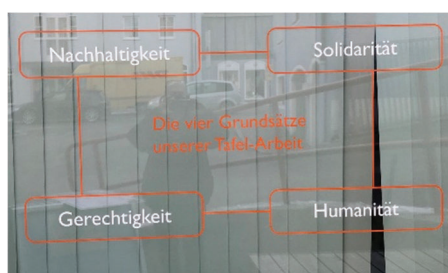 Nachhaltigkeit
Solidarität
Die vier Grundsätze
unserer Tafel-Arbeit
Gerechtigkeit
Humanität